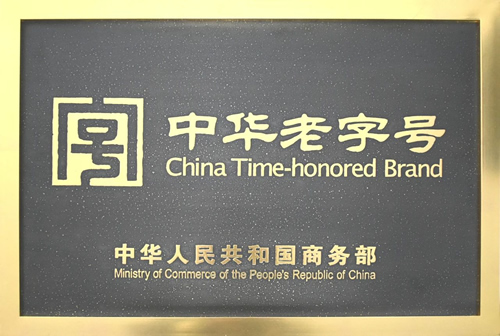 中华老字号
China Time-honored Brand
中华人民共和国商务部
Ministry of Commerce of the People's Republic of China